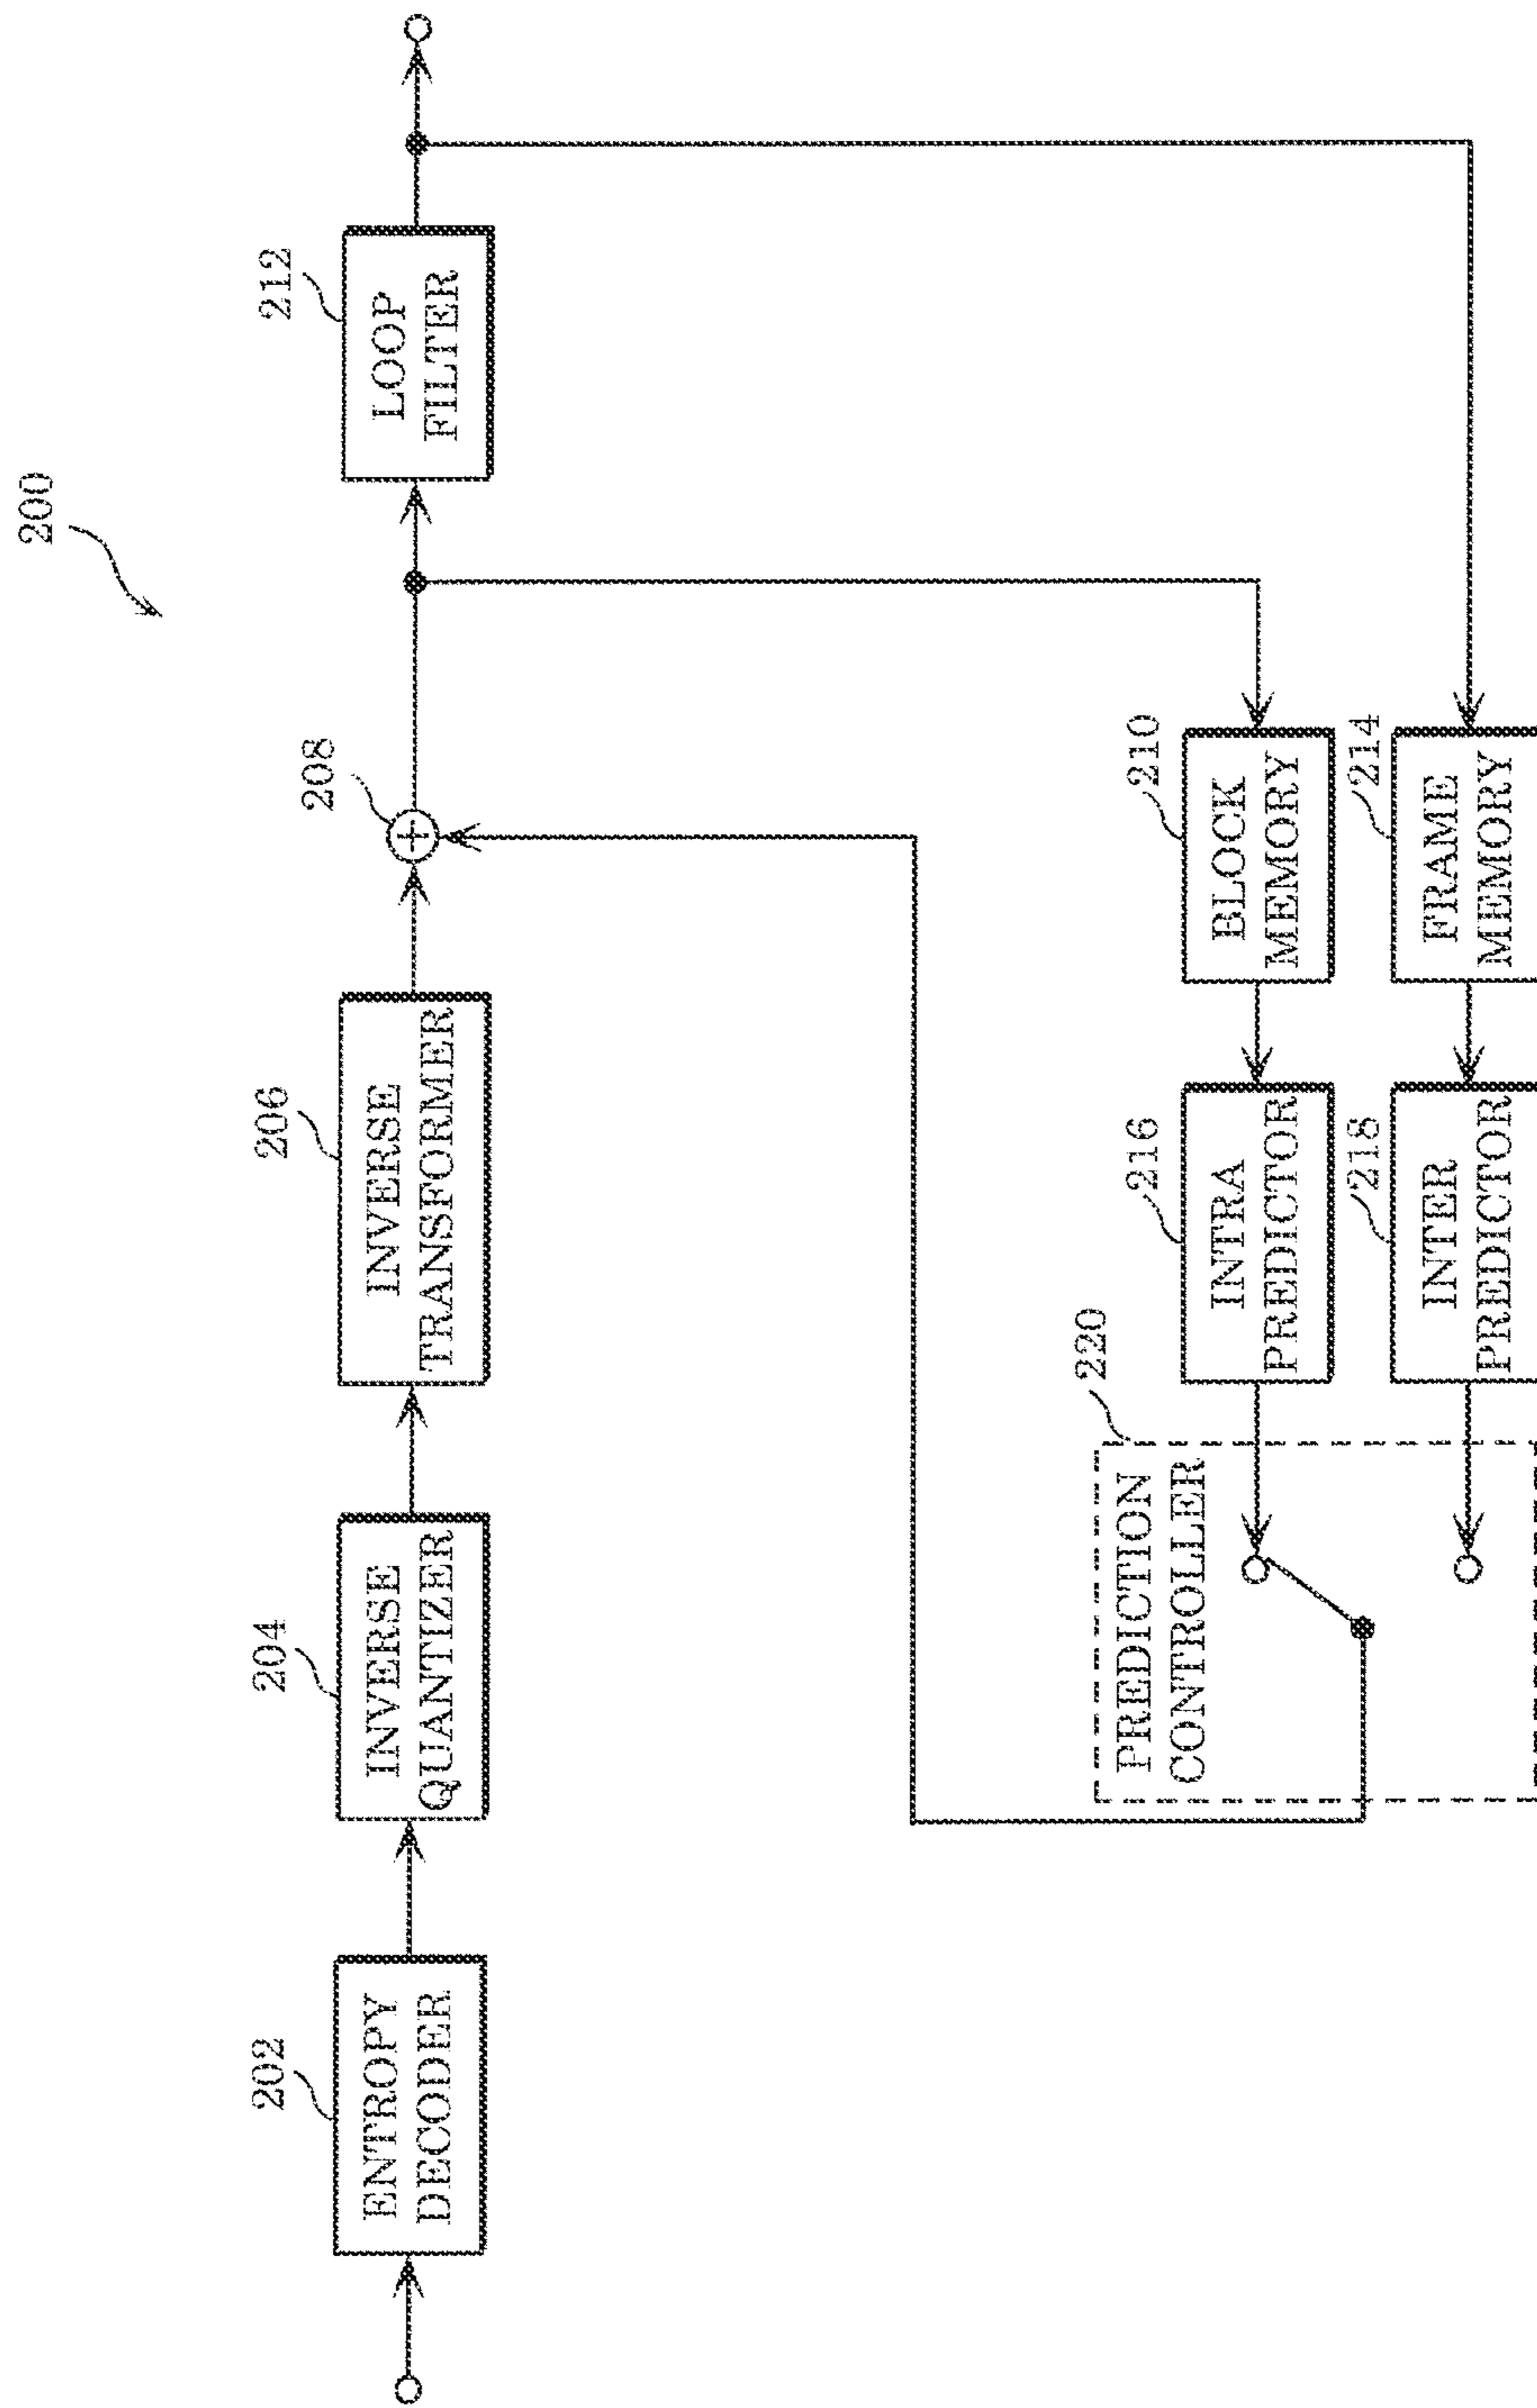 200
202
ENTROPY
DECODER
204
INVERSE
QUANTIZER
206
INVERSE
TRANSFORMER
208
+
212
LOOP
FILTER
220
PREDICTION
CONTROLLER
216
INTRA
PREDICTOR
210
BLOCK
MEMORY
218
INTER
PREDICTOR
214
FRAME
MEMORY